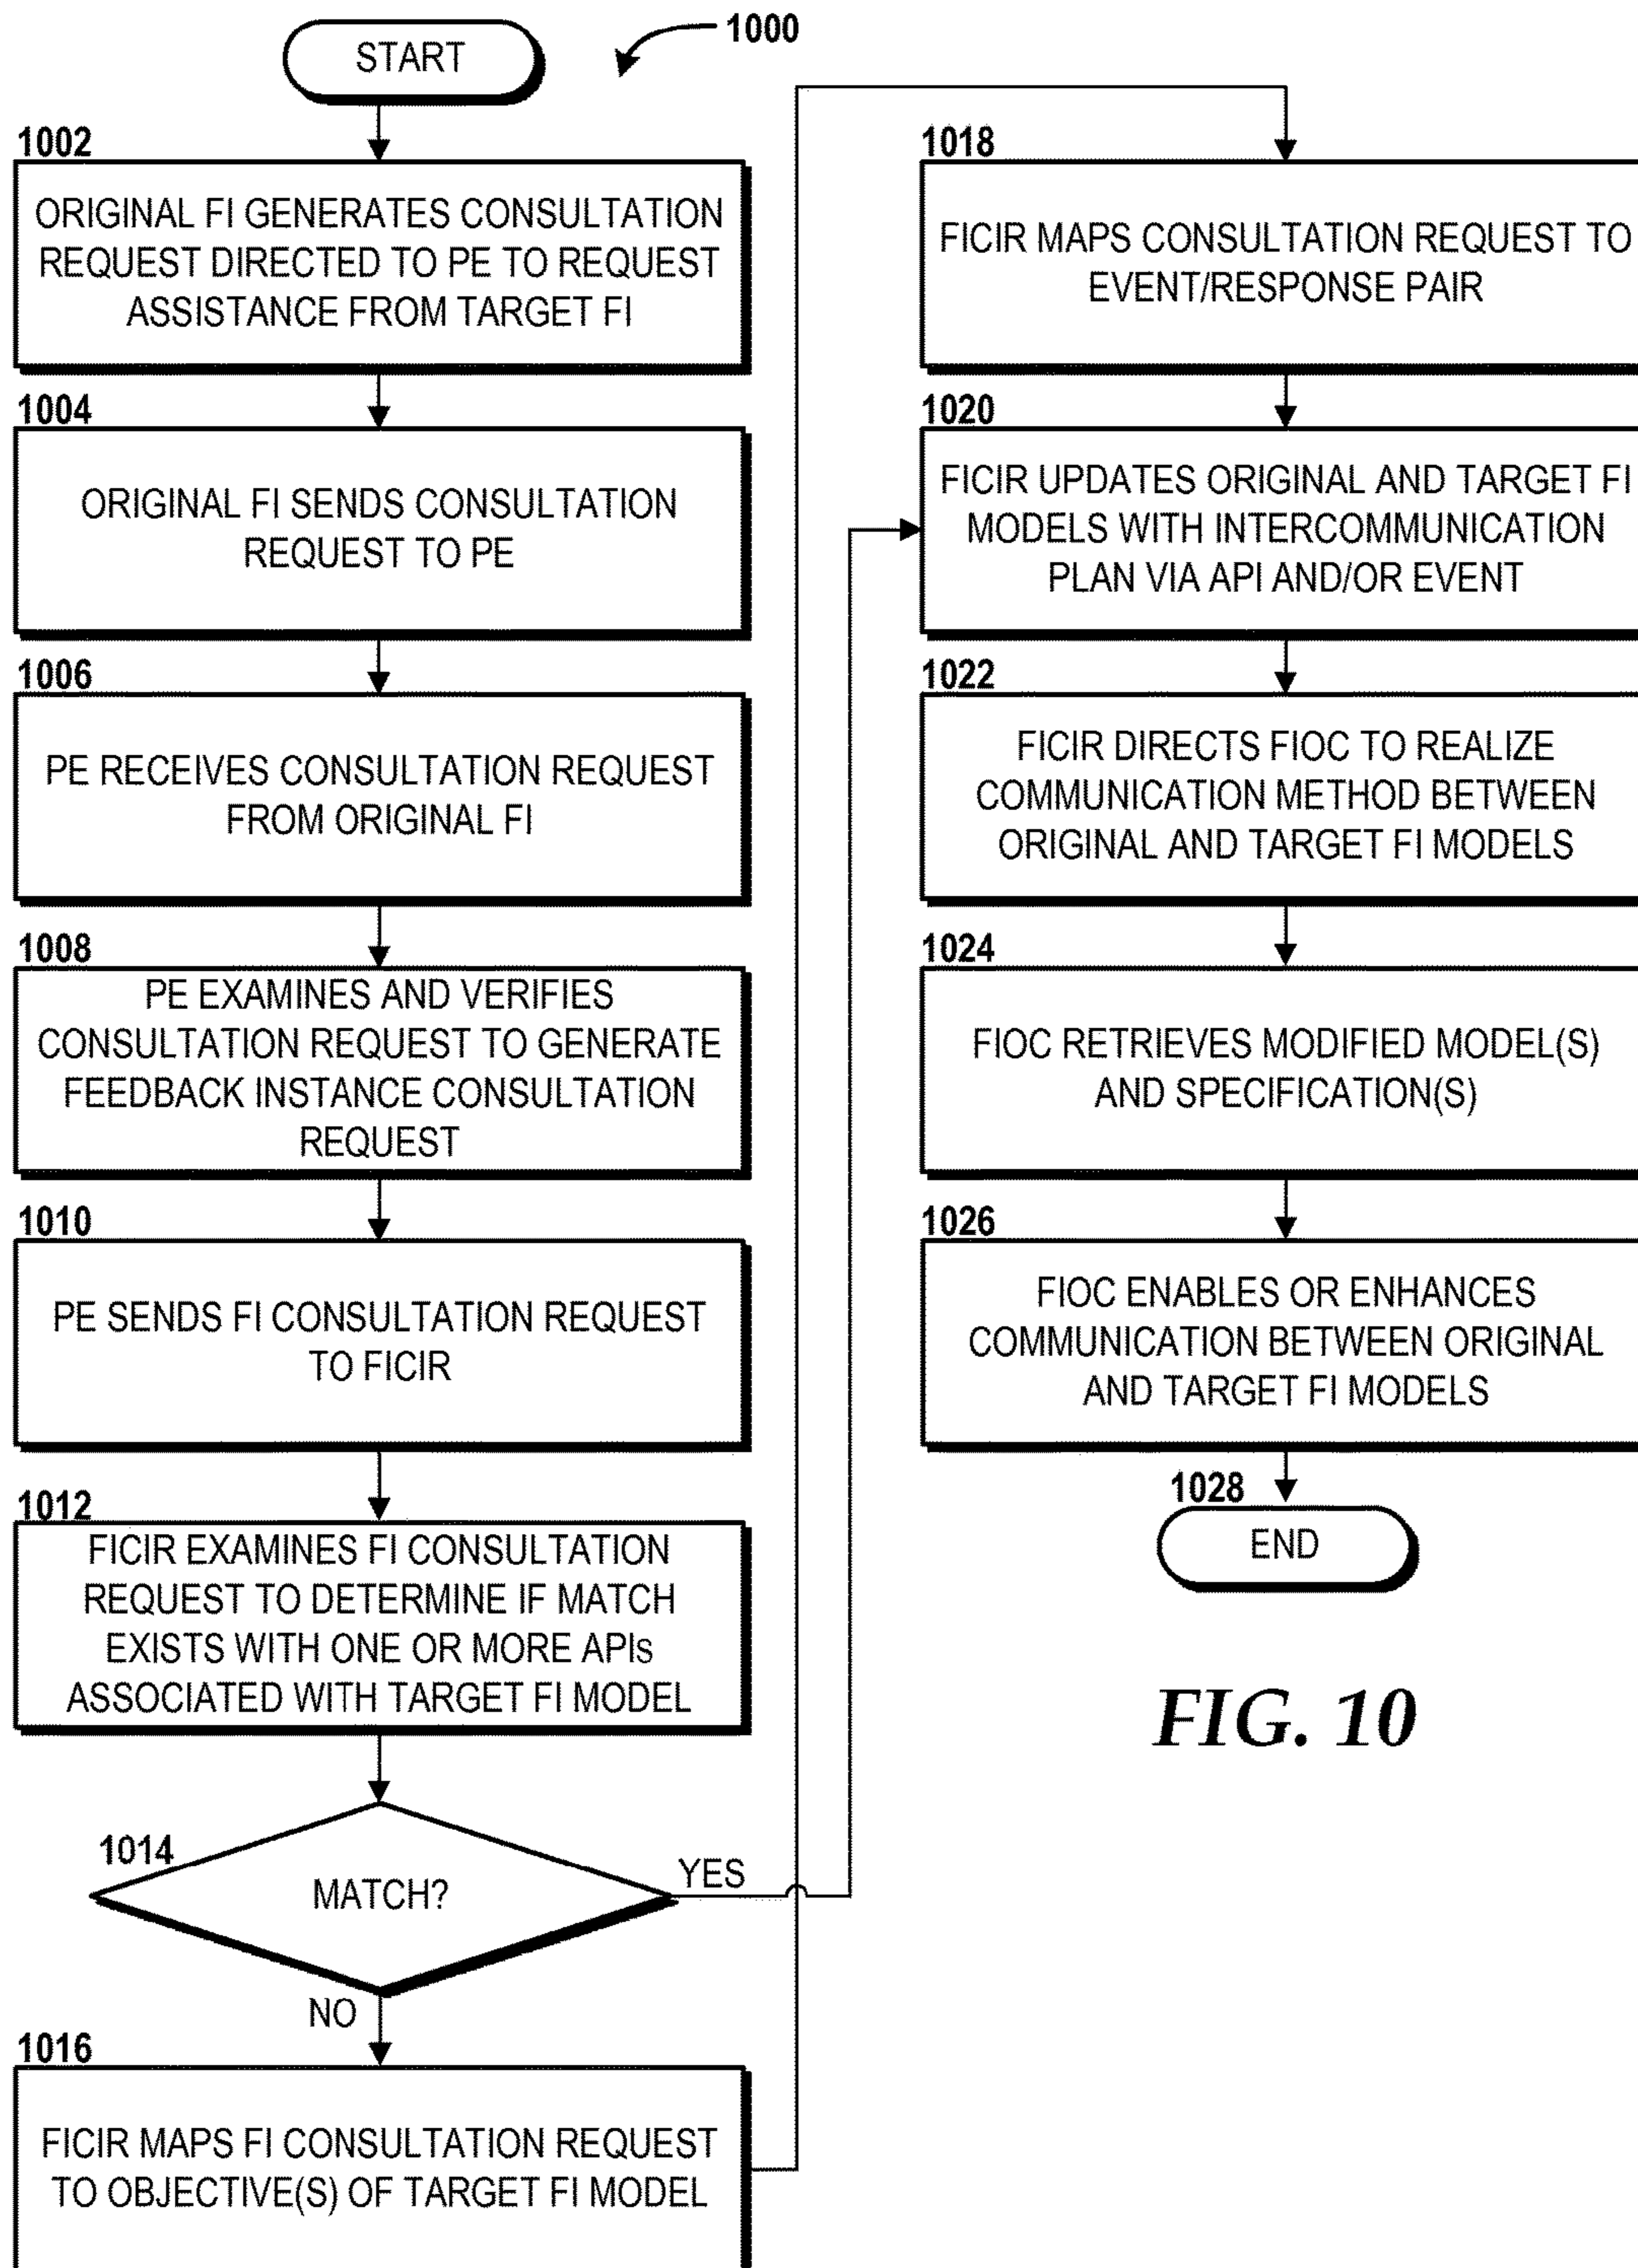 START
1000
1002
ORIGINAL FI GENERATES CONSULTATION
REQUEST DIRECTED TO PE TO REQUEST
ASSISTANCE FROM TARGET FI
1004
ORIGINAL FI SENDS CONSULTATION
REQUEST TO PE
1006
PE RECEIVES CONSULTATION REQUEST
FROM ORIGINAL FI
1008
PE EXAMINES AND VERIFIES
CONSULTATION REQUEST TO GENERATE
FEEDBACK INSTANCE CONSULTATION
REQUEST
1010
PE SENDS FI CONSULTATION REQUEST
TO FICIR
1012
FICIR EXAMINES FI CONSULTATION
REQUEST TO DETERMINE IF MATCH
EXISTS WITH ONE OR MORE APIs
ASSOCIATED WITH TARGET FI MODEL
1014
MATCH?
YES
NO
1016
FICIR MAPS FI CONSULTATION REQUEST
TO OBJECTIVE(S) OF TARGET FI MODEL
1018
FICIR MAPS CONSULTATION REQUEST TO
EVENT/RESPONSE PAIR
1020
FICIR UPDATES ORIGINAL AND TARGET FI
MODELS WITH INTERCOMMUNICATION
PLAN VIA API AND/OR EVENT
1022
FICIR DIRECTS FIOC TO REALIZE
COMMUNICATION METHOD BETWEEN
ORIGINAL AND TARGET FI MODELS
1024
FIOC RETRIEVES MODIFIED MODEL(S)
AND SPECIFICATION(S)
1026
FIOC ENABLES OR ENHANCES
COMMUNICATION BETWEEN ORIGINAL
AND TARGET FI MODELS
1028
END
FIG. 10